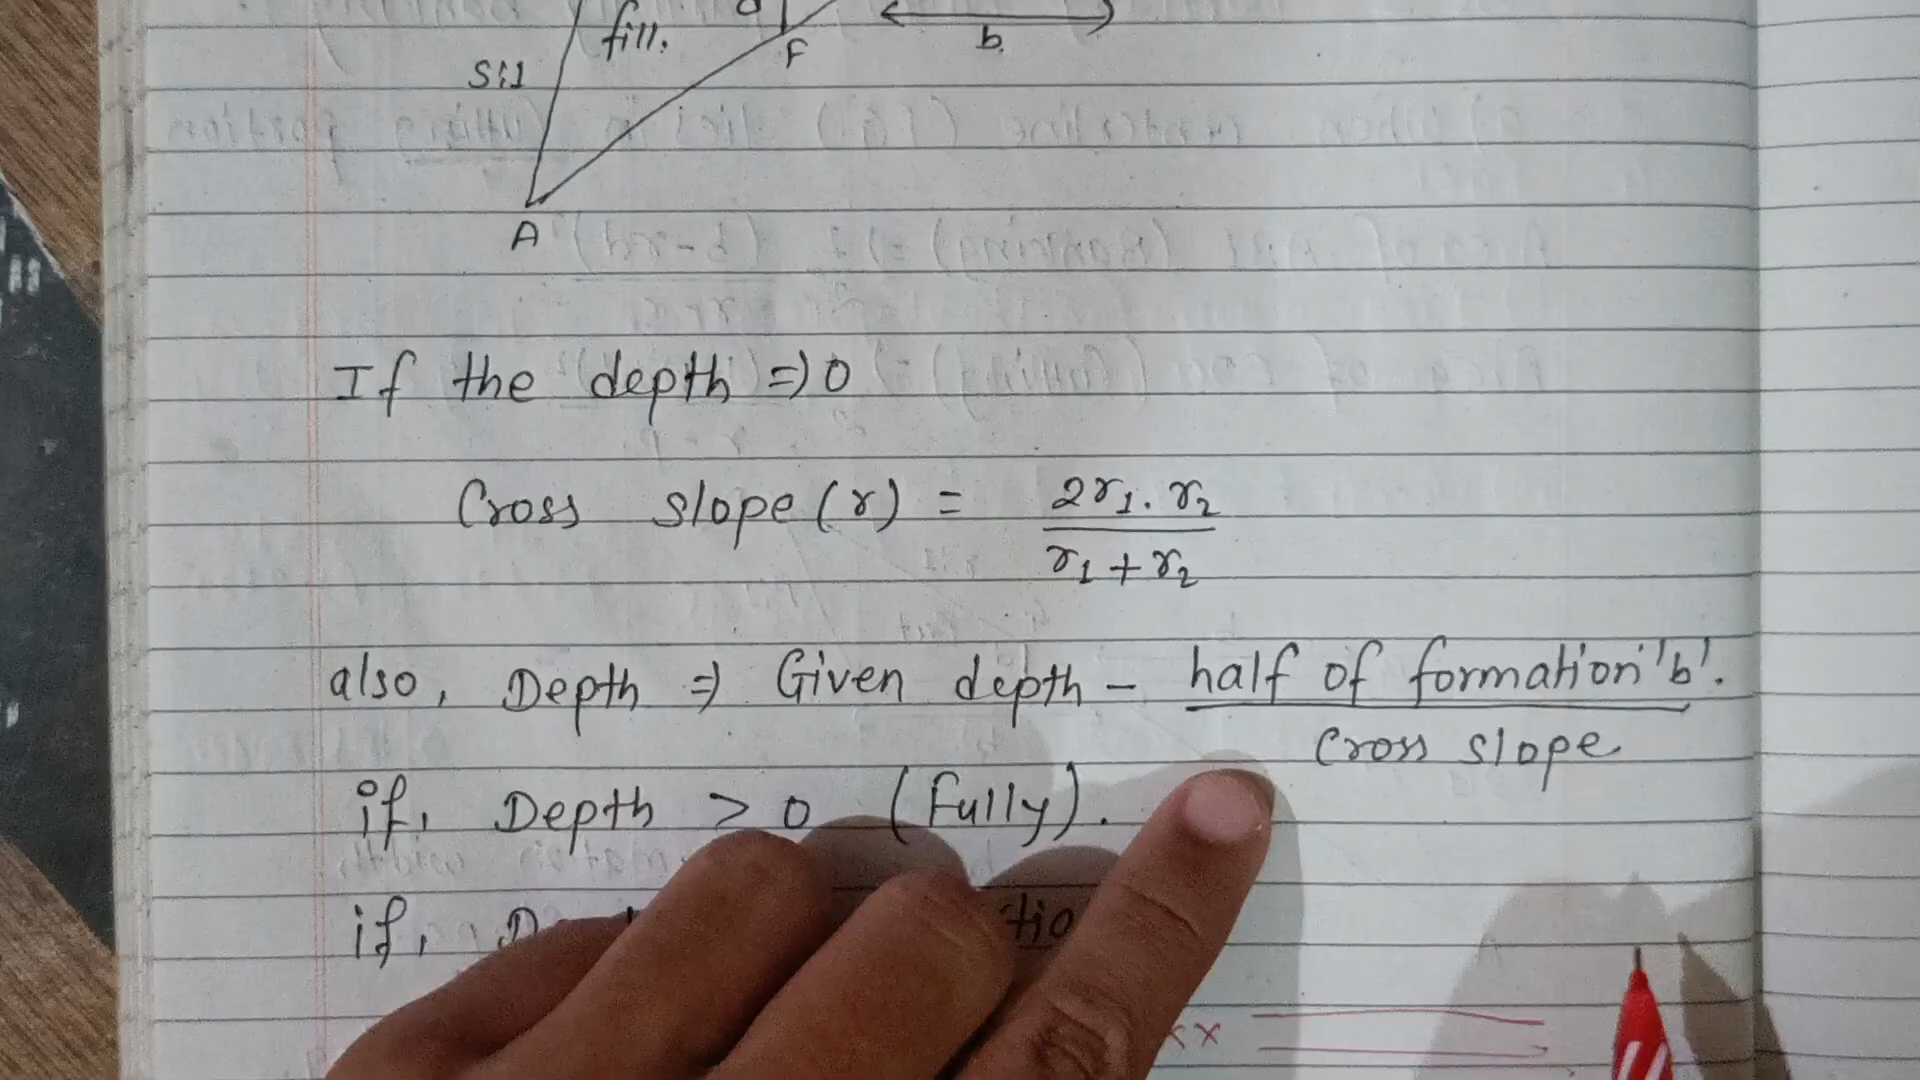 fill.
d
F
b
S:1
A
If the depth ⇒ 0
Cross slope (r) = 2r1. r2
r1 + r2
also, Depth ⇒ Given depth - half of formation 'b'.
Cross slope
if, Depth > 0 (Fully).
if,
xx